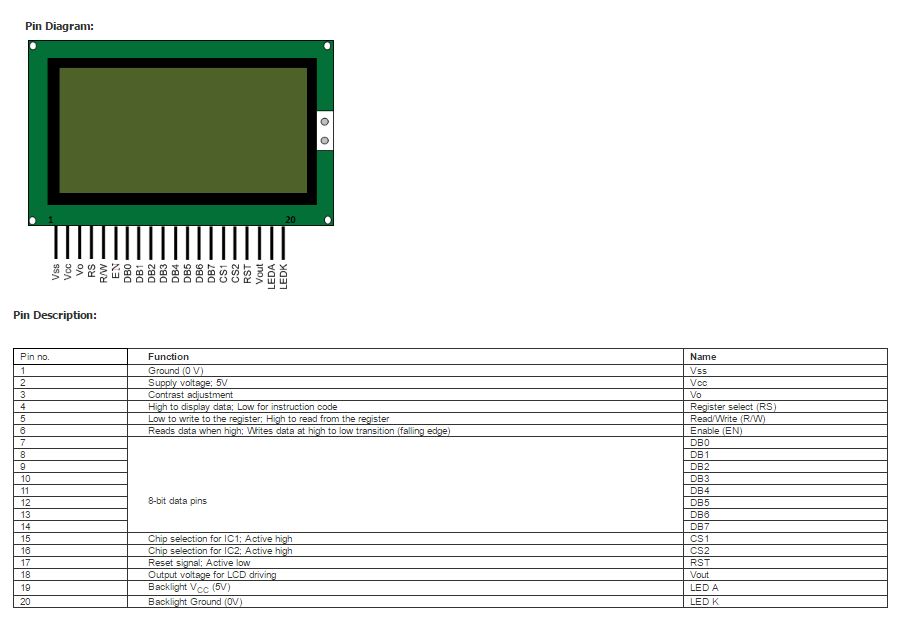 Pin Diagram:
1 20
Vss Vcc Vo RS R/W EN DB0 DB1 DB2 DB3 DB4 DB5 DB6 DB7 CS1 CS2 RST Vout LEDA LEDK
Pin Description:
Pin no. Function Name
1 Ground (0 V) Vss
2 Supply voltage; 5V Vcc
3 Contrast adjustment Vo
4 High to display data; Low for instruction code Register select (RS)
5 Low to write to the register; High to read from the register Read/Write (R/W)
6 Reads data when high; Writes data at high to low transition (falling edge) Enable (EN)
7 DB0
8 DB1
9 DB2
10 DB3
11 DB4
12 8-bit data pins DB5
13 DB6
14 DB7
15 Chip selection for IC1; Active high CS1
16 Chip selection for IC2; Active high CS2
17 Reset signal; Active low RST
18 Output voltage for LCD driving Vout
19 Backlight VCC (5V) LED A
20 Backlight Ground (0V) LED K